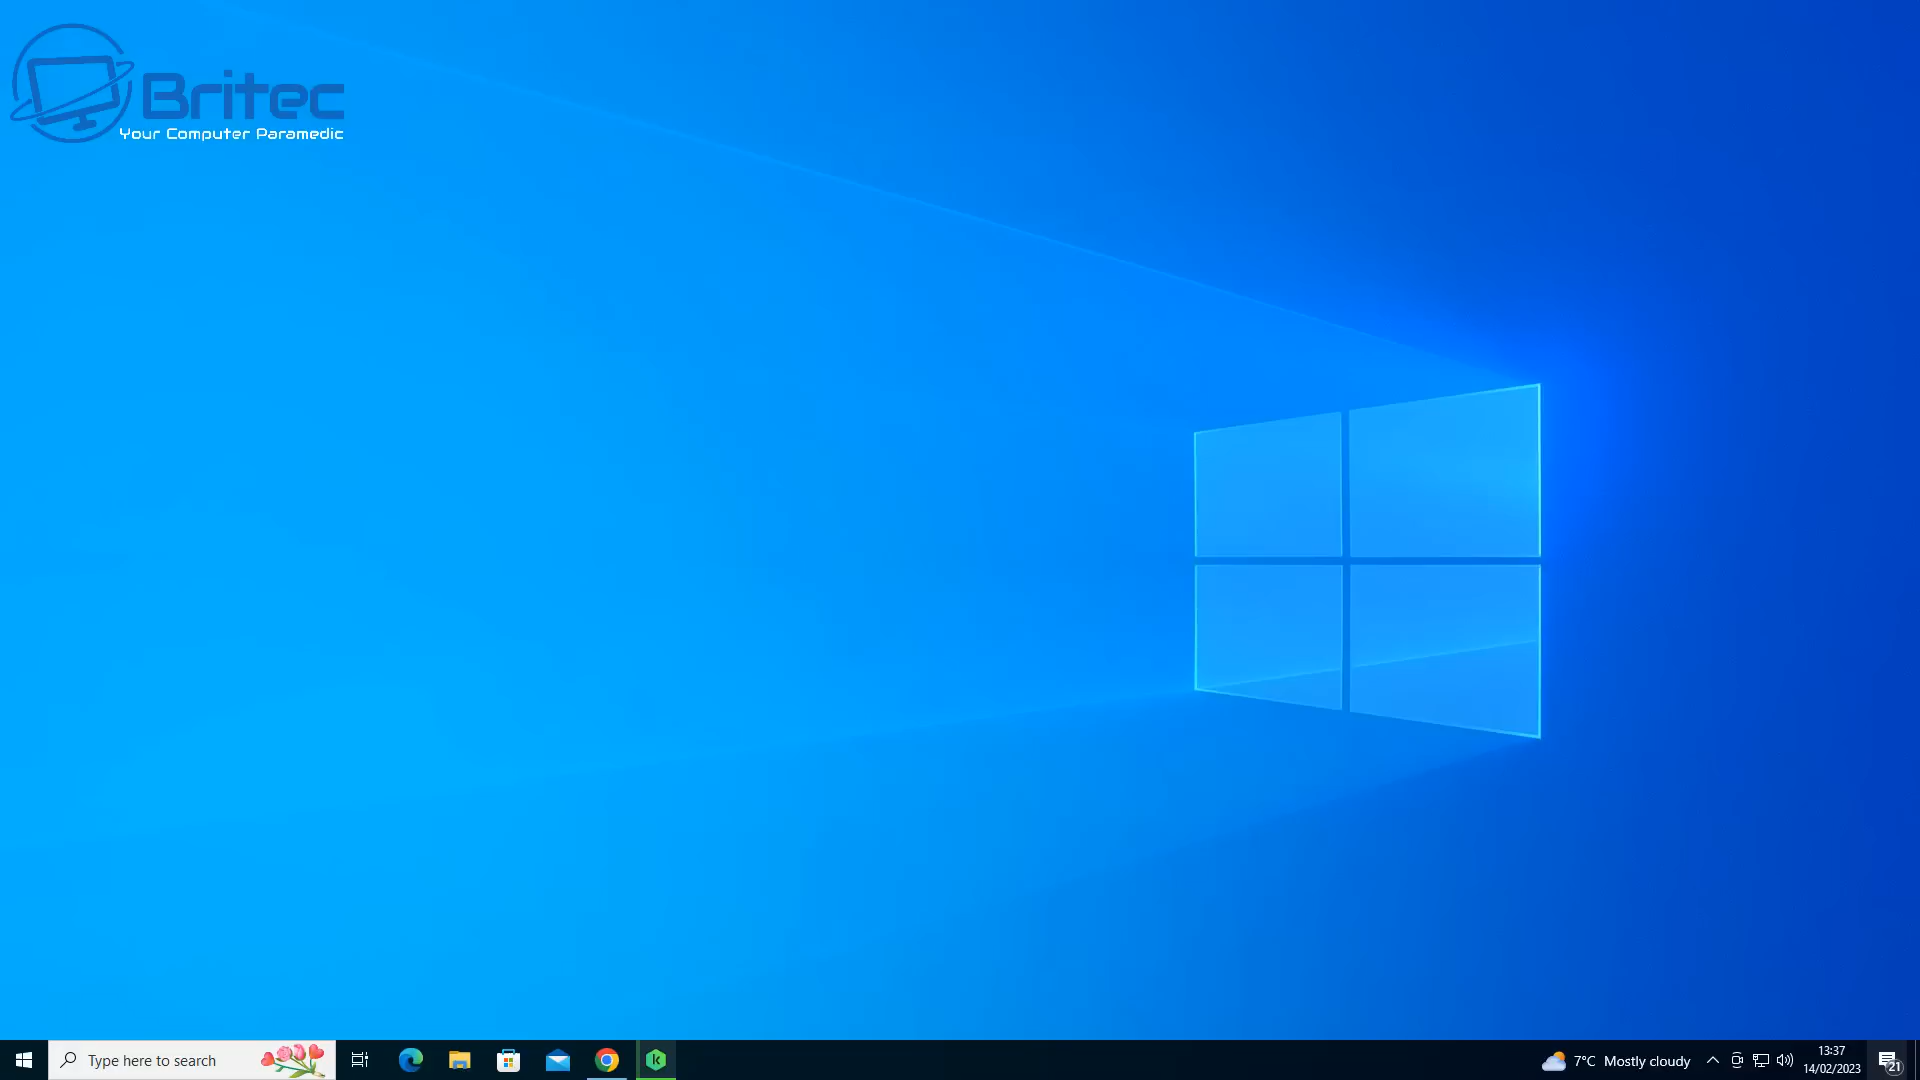 Britec
Your Computer Paramedic
Type here to search
7°C Mostly cloudy
13:37
14/02/2023
21